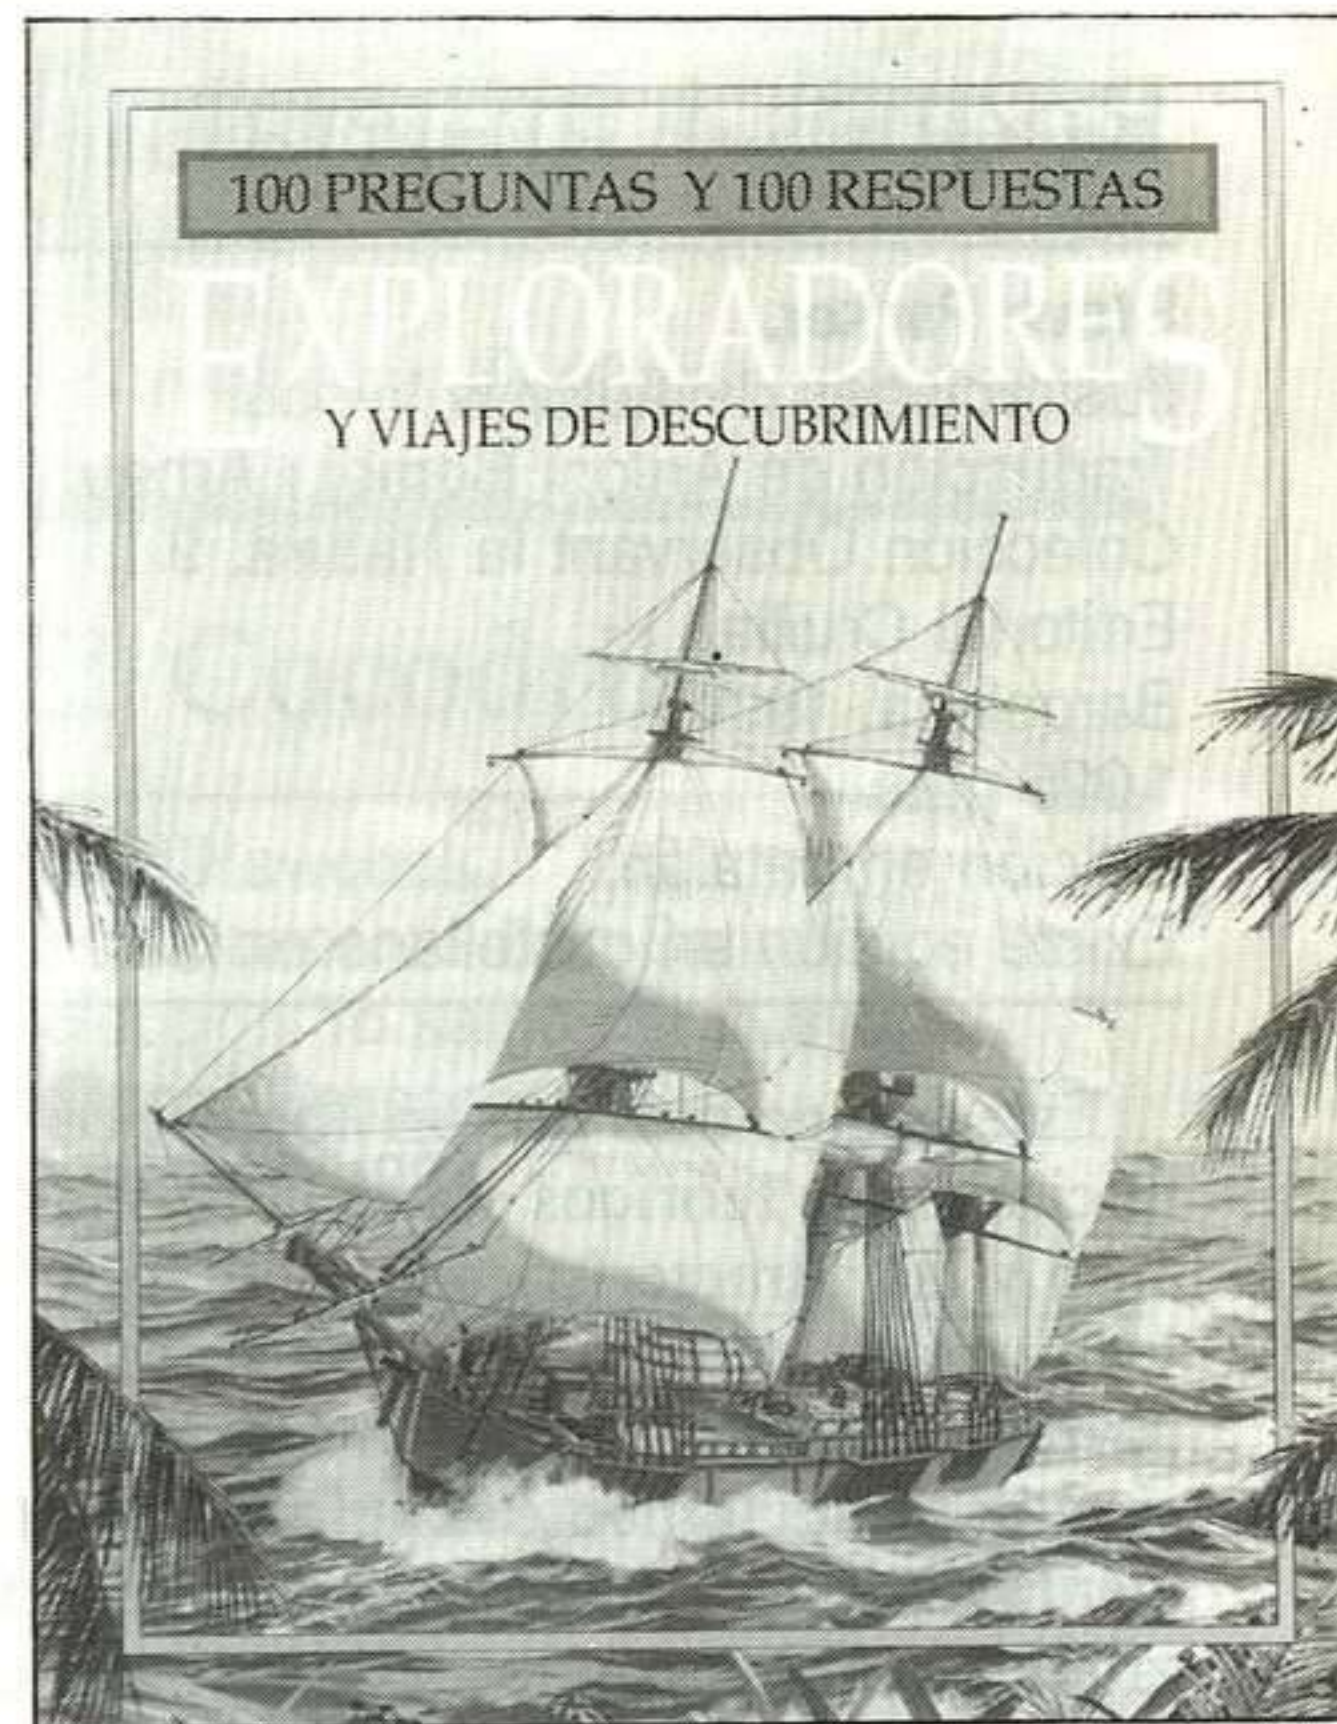 100 PREGUNTAS Y 100 RESPUESTAS
EXPLORADORES
Y VIAJES DE DESCUBRIMIENTO